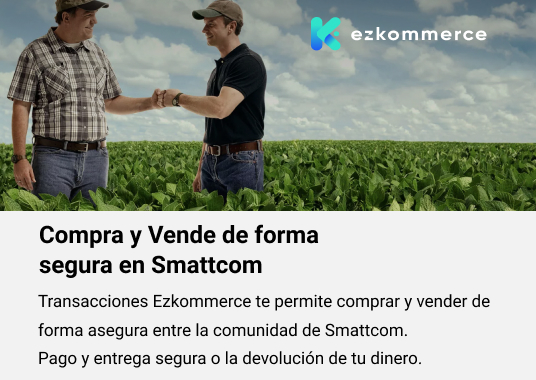 ezkommerce
Compra y Vende de forma
segura en Smattcom
Transacciones Ezkommerce te permite comprar y vender de
forma asegura entre la comunidad de Smattcom.
Pago y entrega segura o la devolución de tu dinero.